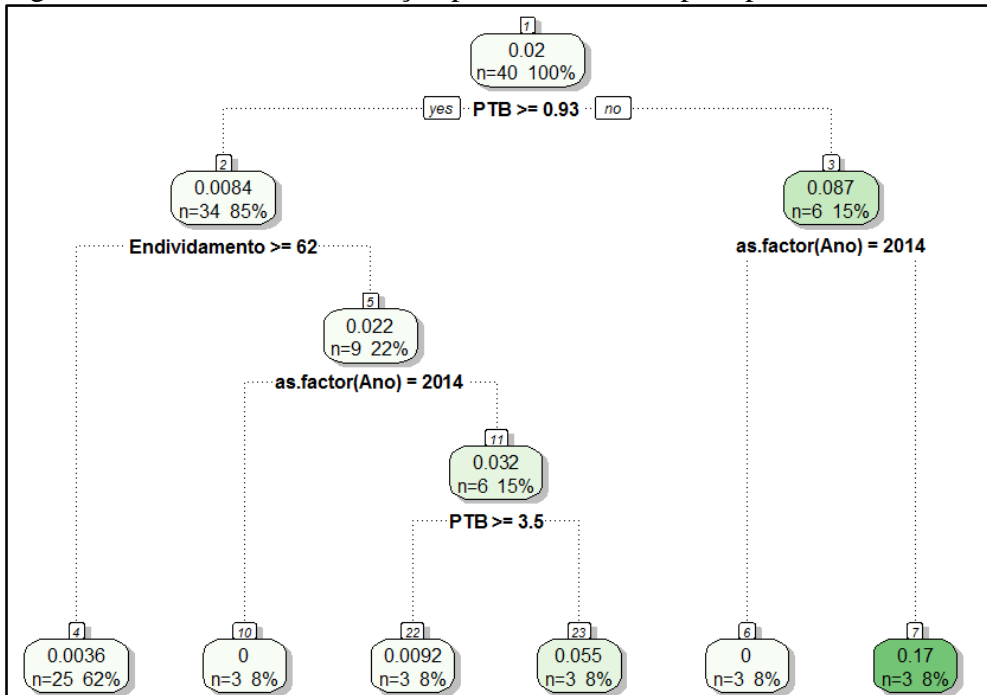 1
0.02
n=40 100%
yes PTB >= 0.93 no
2
0.0084
n=34 85%
3
0.087
n=6 15%
Endividamento >= 62
as.factor(Ano) = 2014
5
0.022
n=9 22%
as.factor(Ano) = 2014
11
0.032
n=6 15%
PTB >= 3.5
4
0.0036
n=25 62%
10
0
n=3 8%
22
0.0092
n=3 8%
23
0.055
n=3 8%
6
0
n=3 8%
7
0.17
n=3 8%